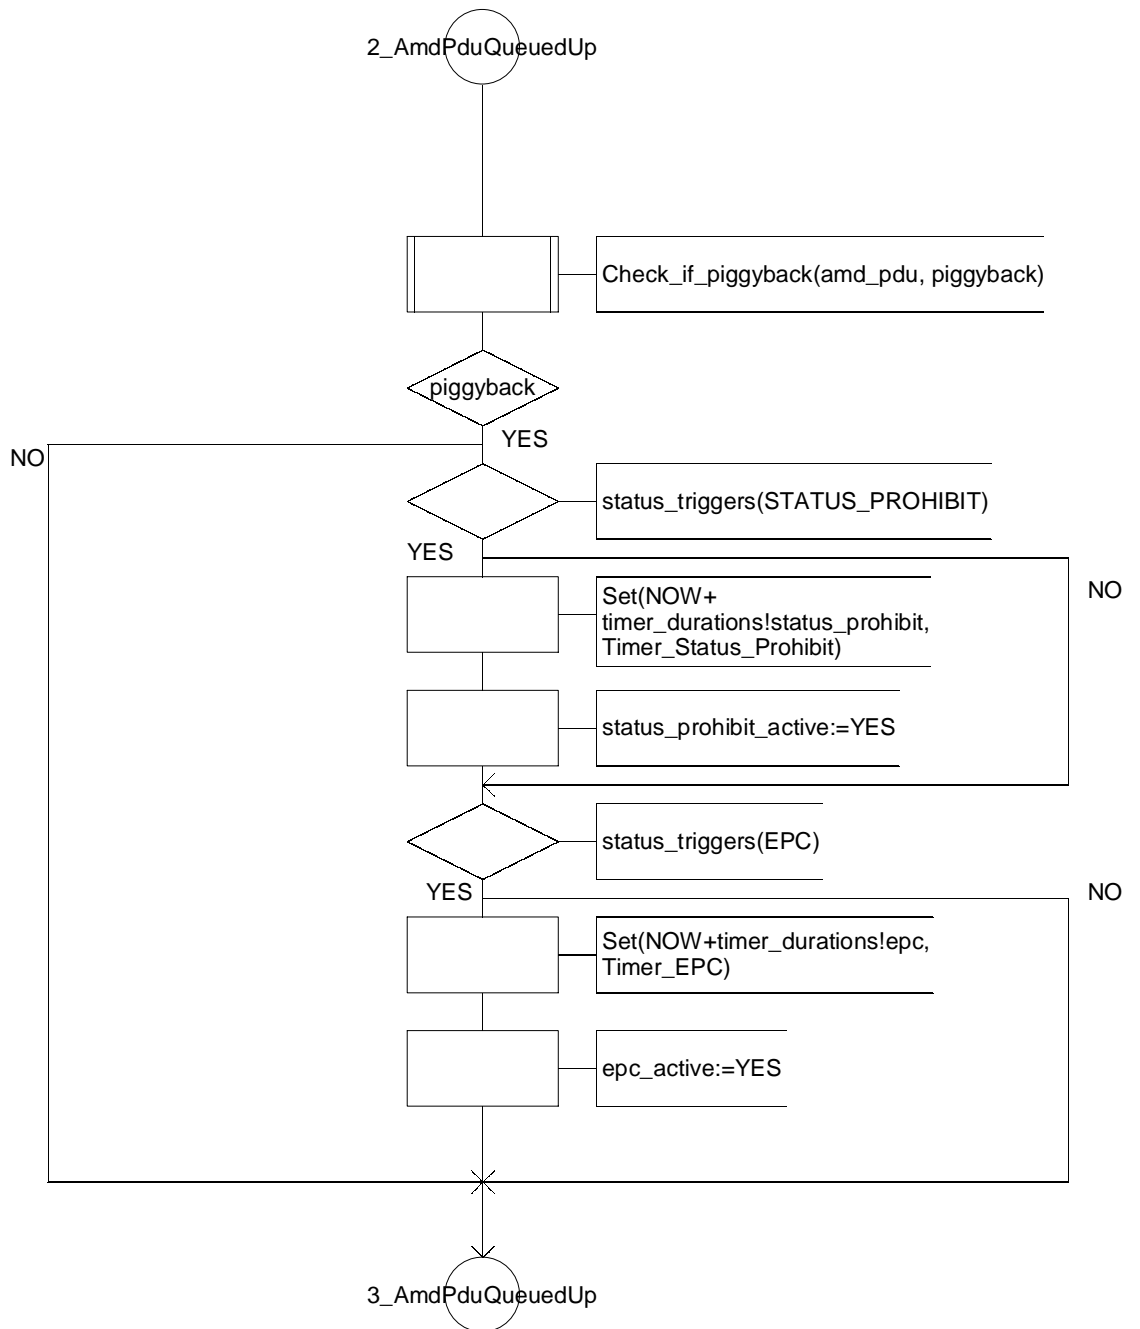 2_AmdPduQueuedUp
Check_if_piggyback(amd_pdu, piggyback)
piggyback
YES
NO
status_triggers(STATUS_PROHIBIT)
YES
NO
Set(NOW+
timer_durations!status_prohibit,
Timer_Status_Prohibit)
status_prohibit_active:=YES
status_triggers(EPC)
YES
NO
Set(NOW+timer_durations!epc,
Timer_EPC)
epc_active:=YES
3_AmdPduQueuedUp